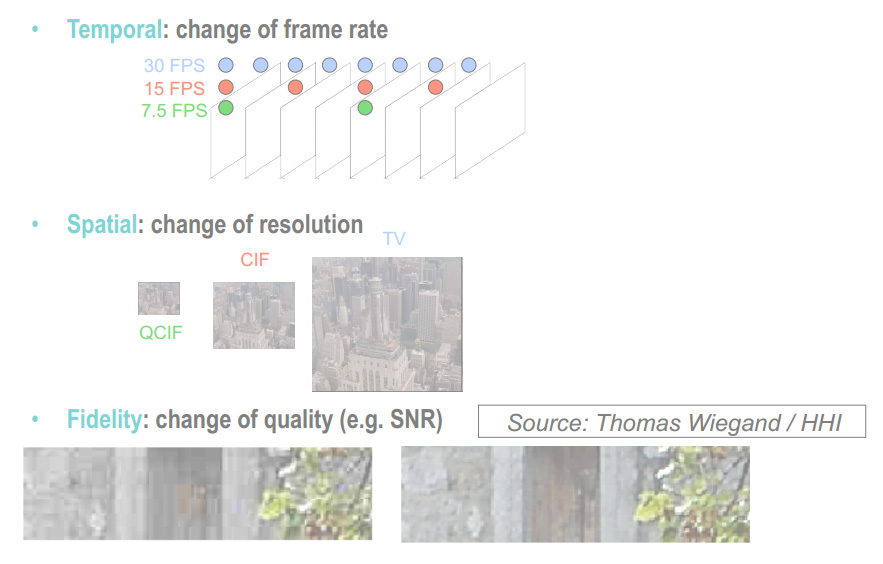 • Temporal: change of frame rate
30 FPS
15 FPS
7.5 FPS
• Spatial: change of resolution
TV
CIF
QCIF
• Fidelity: change of quality (e.g. SNR)
Source: Thomas Wiegand / HHI